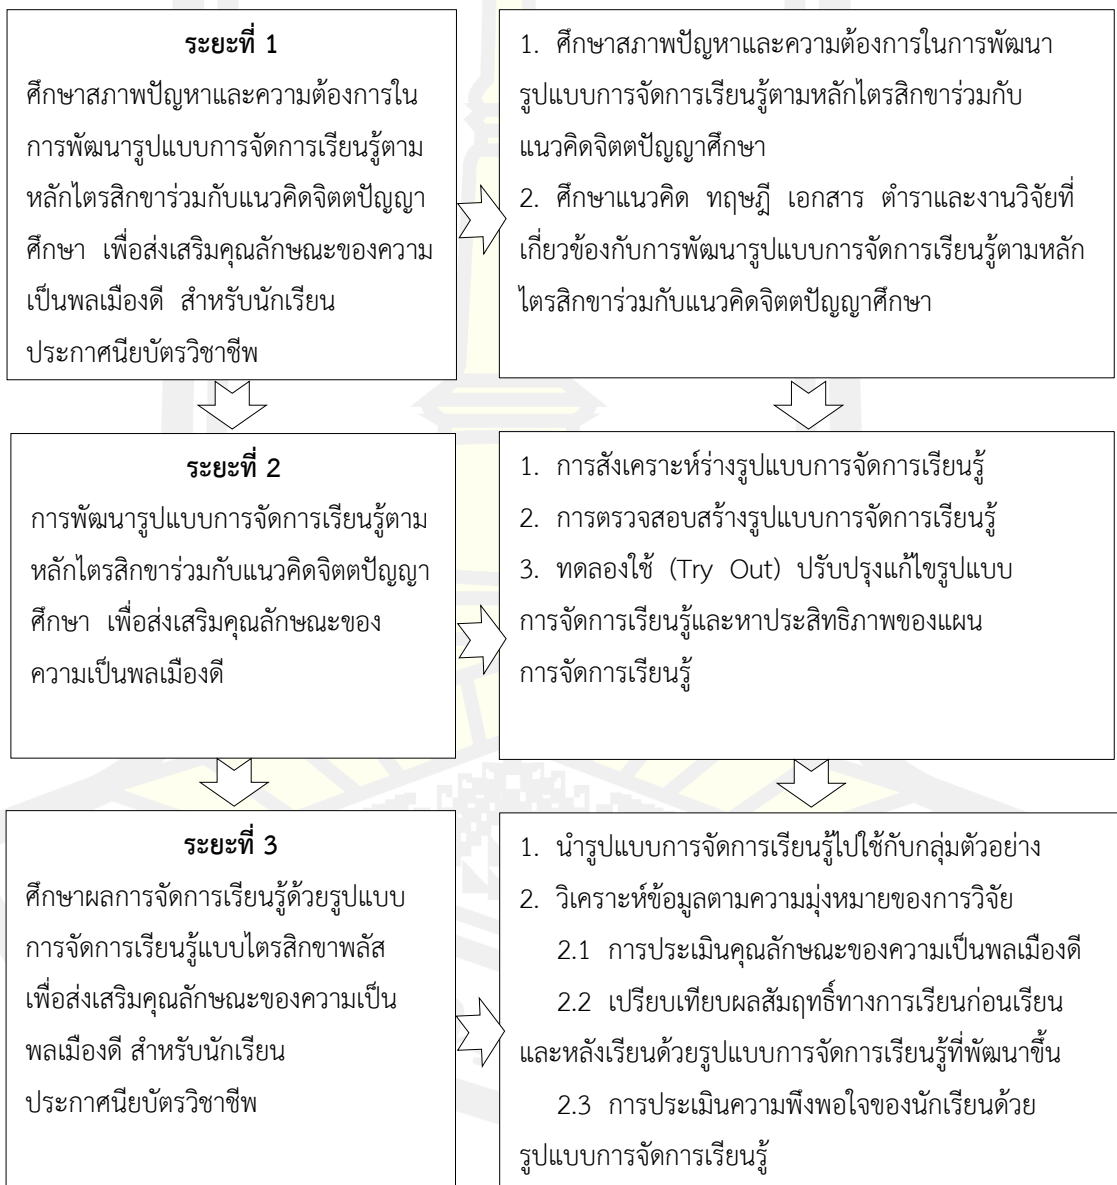 ระยะที่ 1
ศึกษาสภาพปัญหาและความต้องการใน
การพัฒนารูปแบบการจัดการเรียนรู้ตาม
หลักไตรสิกขาร่วมกับแนวคิดจิตตปัญญา
ศึกษา เพื่อส่งเสริมคุณลักษณะของความ
เป็นพลเมืองดี สำหรับนักเรียน
ประกาศนียบัตรวิชาชีพ
1. ศึกษาสภาพปัญหาและความต้องการในการพัฒนา
รูปแบบการจัดการเรียนรู้ตามหลักไตรสิกขาร่วมกับ
แนวคิดจิตตปัญญาศึกษา
2. ศึกษาแนวคิด ทฤษฎี เอกสาร ตำราและงานวิจัยที่
เกี่ยวข้องกับการพัฒนารูปแบบการจัดการเรียนรู้ตามหลัก
ไตรสิกขาร่วมกับแนวคิดจิตตปัญญาศึกษา
ระยะที่ 2
การพัฒนารูปแบบการจัดการเรียนรู้ตาม
หลักไตรสิกขาร่วมกับแนวคิดจิตตปัญญา
ศึกษา เพื่อส่งเสริมคุณลักษณะของ
ความเป็นพลเมืองดี
1. การสังเคราะห์ร่างรูปแบบการจัดการเรียนรู้
2. การตรวจสอบสร้างรูปแบบการจัดการเรียนรู้
3. ทดลองใช้ (Try Out) ปรับปรุงแก้ไขรูปแบบ
การจัดการเรียนรู้และหาประสิทธิภาพของแผน
การจัดการเรียนรู้
ระยะที่ 3
ศึกษาผลการจัดการเรียนรู้ด้วยรูปแบบ
การจัดการเรียนรู้แบบไตรสิกขาพลัส
เพื่อส่งเสริมคุณลักษณะของความเป็น
พลเมืองดี สำหรับนักเรียน
ประกาศนียบัตรวิชาชีพ
1. นำรูปแบบการจัดการเรียนรู้ไปใช้กับกลุ่มตัวอย่าง
2. วิเคราะห์ข้อมูลตามความมุ่งหมายของการวิจัย
2.1 การประเมินคุณลักษณะของความเป็นพลเมืองดี
2.2 เปรียบเทียบผลสัมฤทธิ์ทางการเรียนก่อนเรียน
และหลังเรียนด้วยรูปแบบการจัดการเรียนรู้ที่พัฒนาขึ้น
2.3 การประเมินความพึงพอใจของนักเรียนด้วย
รูปแบบการจัดการเรียนรู้